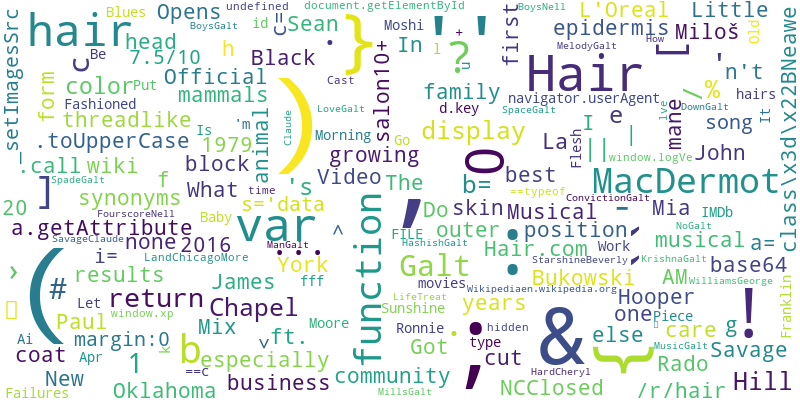 _setImagesSrc
hair
Blues
BoysGalt
Opens
undefined
document.getElementById
id
Sean
c=
}
Moshi
BoysNell
L'Oreal
Little
first
epidermis
Miloš
Old
Be
head
7.5/10
h
Black
.
In
'
'
?
+
l
u
MelodyGalt
How
[
'
n't
form
color
Put
Official
mammals
Cast
salon10+
family
Hair
navigator.userAgent
/
%
hairs
Fashioned
threadlike
'm
animal
Claude
)
LoveGalt
d.key
SpaceGalt
e
mane
lve
DownGalt
It
.toUpperCase
Is
1979
Morning
Go
display
I
|
song
.call
wiki
block
growing
La
Flesh
||
window.logVe
John
class\x3d\x22BNeawe
]
SpadeGalt
synonyms
f
What
time
's
Video
The
O
best
b=
==typeof
MacDermot
20
FourscoreNell
Baby
s='data
,
Do
skin
Musical
ConvictionGalt
-
Mia
IMDb
a.getAttribute
var
^
function
FILE
outer
:
position
,
NoGalt
SavageClaude
none
2016
ManGalt
...
HashishGalt
Hair.com
Work
musical
a=
i=
LandChicagoMore
York
Galt
StarshineBeverly
KrishnaGalt
base64
›
(
#
results
James
fff
movies
Wikipediaen.wikipedia.org
Bukowski
AM
WilliamsGeorge
Let
return
Chapel
LifeTreat
years
Hooper
!
window.xp
Paul
Mix
ft.
Moore
Sunshine
Ronnie
.
;
hidden
&
one
Piece
Franklin
Ai
margin:0
type
else
care
g
coat
Apr
1
k
b
v
especially
Got
cut
{
MusicGalt
Savage
New
==c
business
community
HardCheryl
Rado
Failures
Oklahoma
MillsGalt
NCClosed
/r/hair
Hill